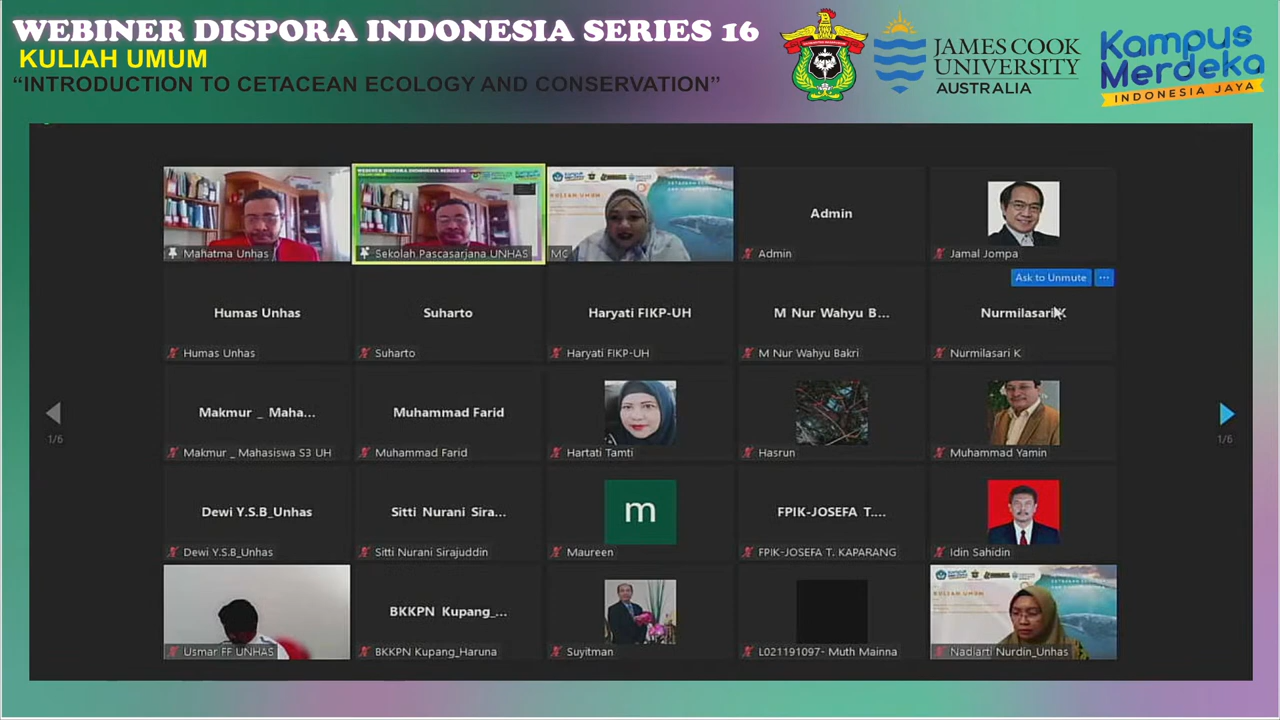 WEBINER DISPORA INDONESIA SERIES 16
KULIAH UMUM
“INTRODUCTION TO CETACEAN ECOLOGY AND CONSERVATION”
JAMES COOK
UNIVERSITY
AUSTRALIA
Kampus
Merdeka
INDONESIA JAYA
Mahatma Unhas
Sekolah Pascasarjana UNHAS
KULIAH UMUM
MC
Admin
Admin
Jamal Jompa
Ask to Unmute
...
Humas Unhas
Humas Unhas
Suharto
Suharto
Haryati FIKP-UH
Haryati FIKP-UH
M Nur Wahyu B...
M Nur Wahyu Bakri
Nurmilasari K
Nurmilasari K
1/6
1/6
Makmur _ Maha...
Makmur _ Mahasiswa S3 UH
Muhammad Farid
Muhammad Farid
Hartati Tamti
Hasrun
Muhammad Yamin
Dewi Y.S.B_Unhas
Dewi Y.S.B_Unhas
Sitti Nurani Sira...
Sitti Nurani Sirajuddin
m
Maureen
FPIK-JOSEFA T....
FPIK-JOSEFA T. KAPARANG
Idin Sahidin
Usmar FF UNHAS
BKKPN Kupang_...
BKKPN Kupang_Haruna
Suyitman
L021191097- Muth Mainna
KULIAH UMUM
Nadiarti Nurdin_Unhas